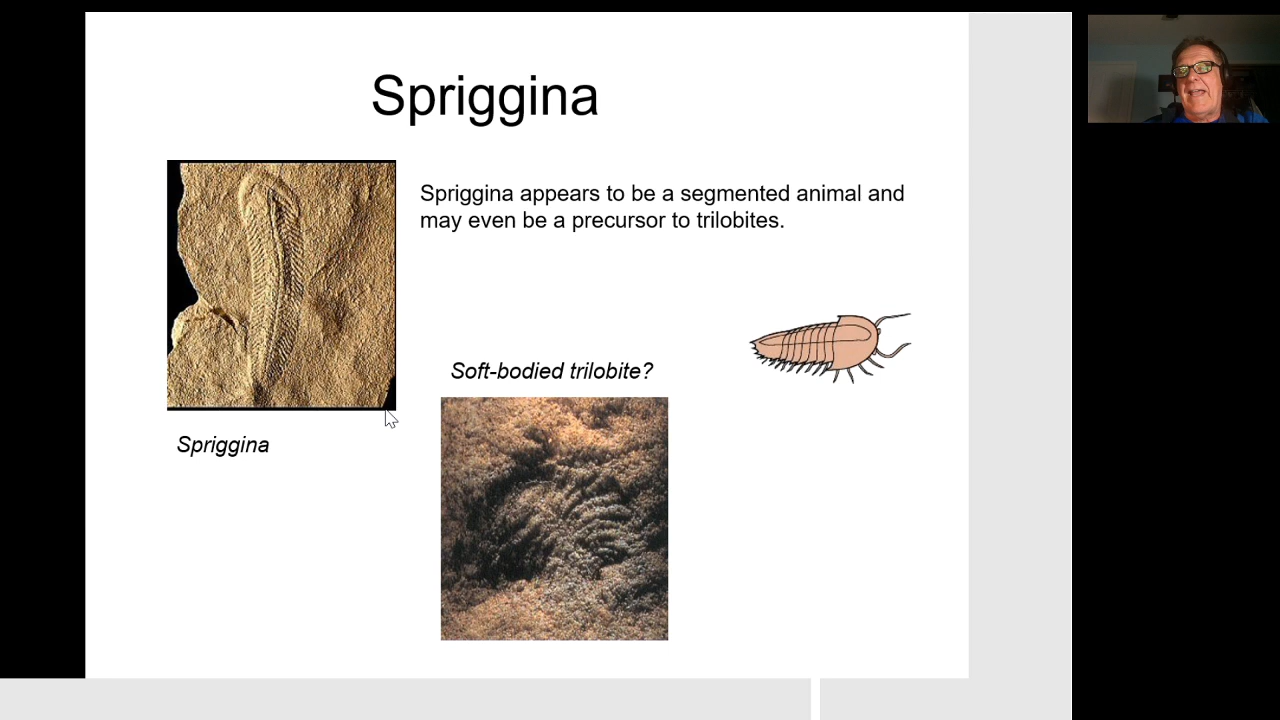 Spriggina
Spriggina appears to be a segmented animal and
may even be a precursor to trilobites.
Soft-bodied trilobite?
Spriggina